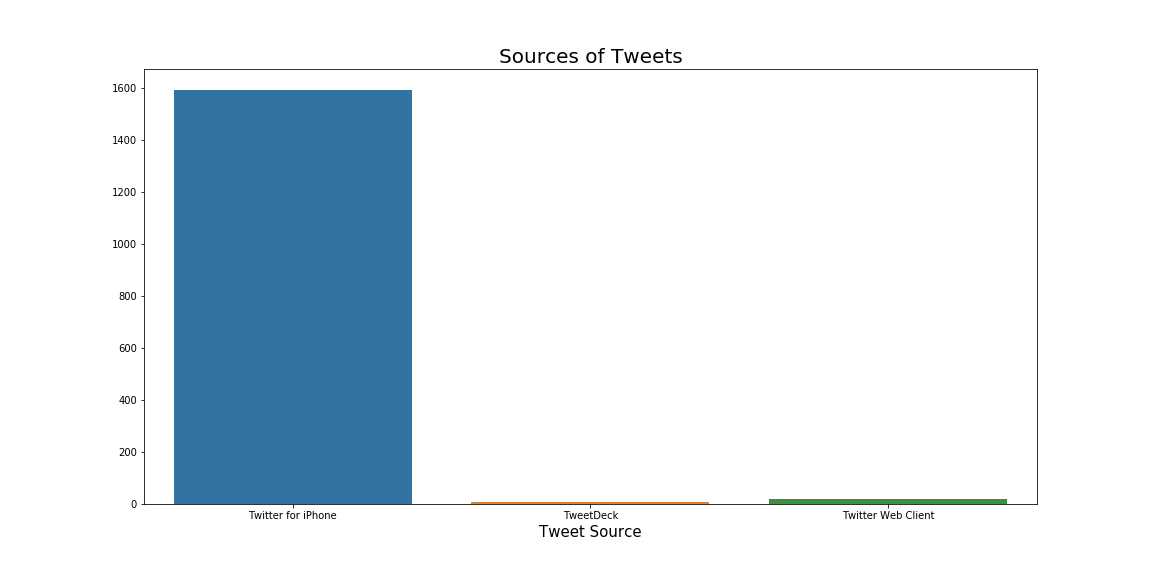 Sources of Tweets
1600
1400
1200
1000
800
600
400
200
0
Twitter for iPhone
TweetDeck
Twitter Web Client
Tweet Source